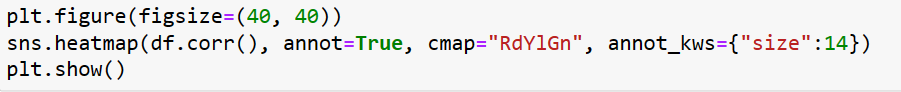 plt.figure(figsize=(40, 40))
sns.heatmap(df.corr(), annot=True, cmap="RdYlGn", annot_kws={"size":14})
plt.show()